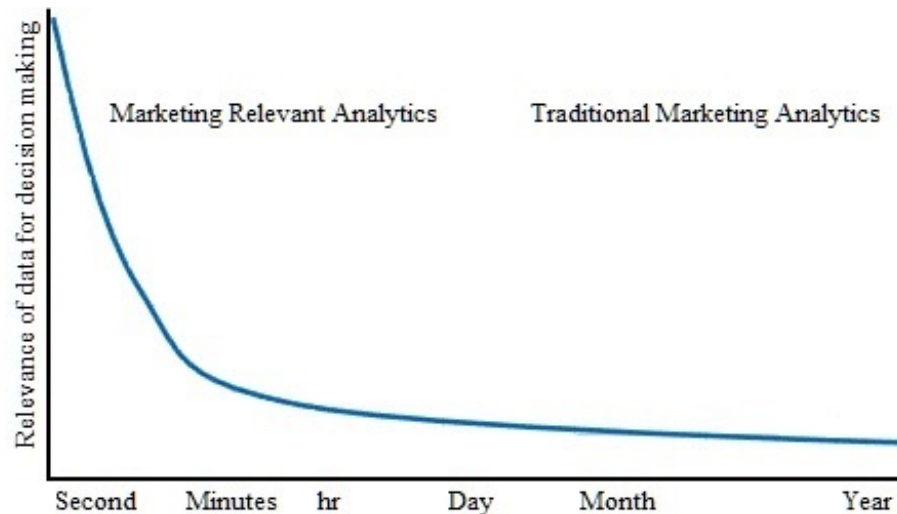 Relevance of data for decision making
Marketing Relevant Analytics
Traditional Marketing Analytics
Second Minutes hr Day Month Year